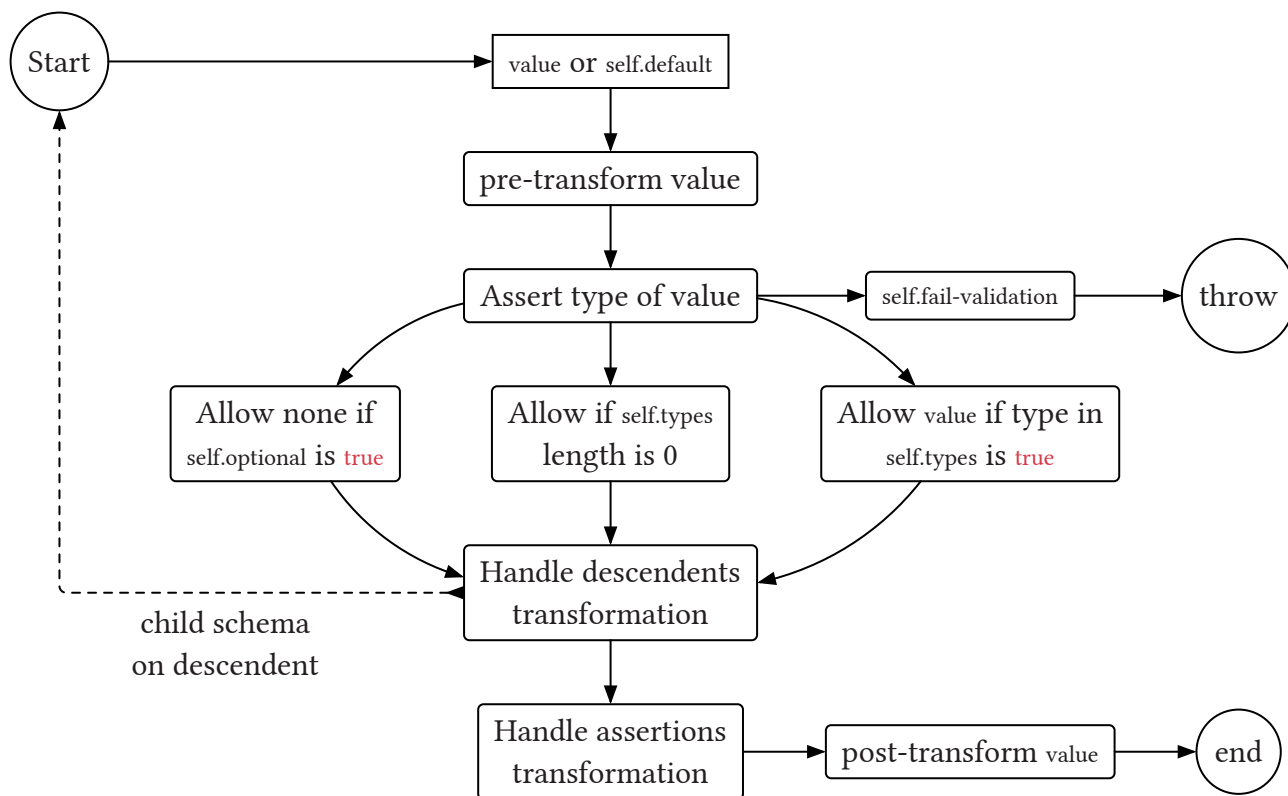 Start
value or self.default
pre-transform value
Assert type of value
self.fail-validation
throw
Allow none if
self.optional is true
Allow if self.types
length is 0
Allow value if type in
self.types is true
Handle descendents
transformation
child schema
on descendent
Handle assertions
transformation
post-transform value
end